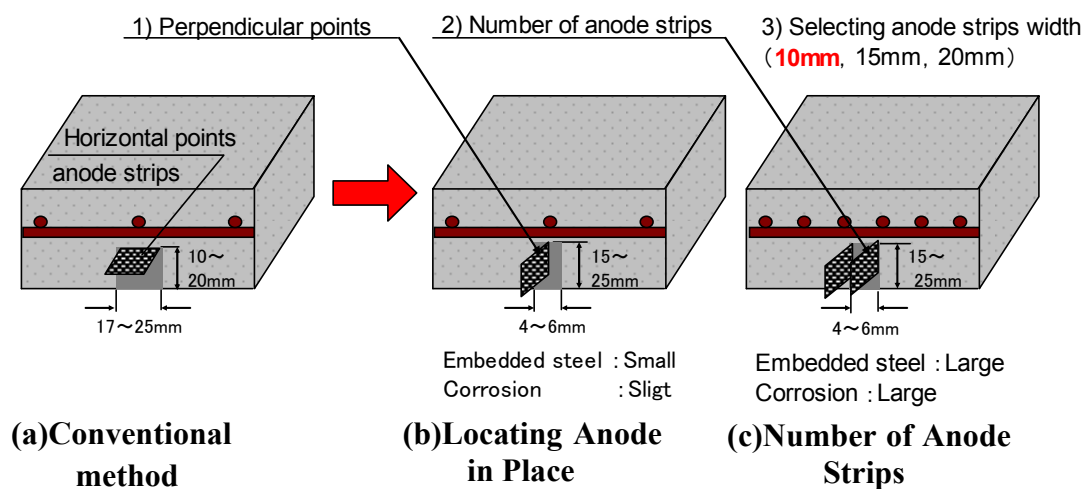 1) Perpendicular points
2) Number of anode strips
3) Selecting anode strips width
（10mm, 15mm, 20mm）
Horizontal points
anode strips
10～
20mm
17～25mm
15～
25mm
4～6mm
15～
25mm
4～6mm
Embedded steel : Small
Corrosion : Sligt
Embedded steel : Large
Corrosion : Large
(a)Conventional
method
(b)Locating Anode
in Place
(c)Number of Anode
Strips